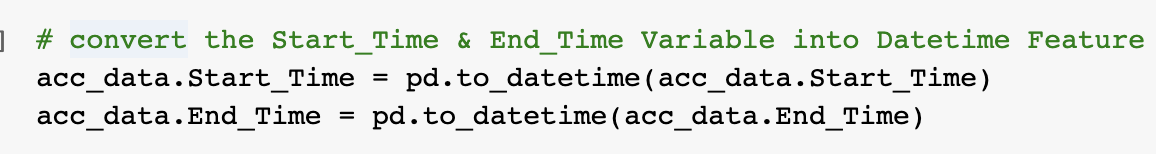 ] # convert the Start_Time & End_Time Variable into Datetime Feature
acc_data.Start_Time = pd.to_datetime(acc_data.Start_Time)
acc_data.End_Time = pd.to_datetime(acc_data.End_Time)